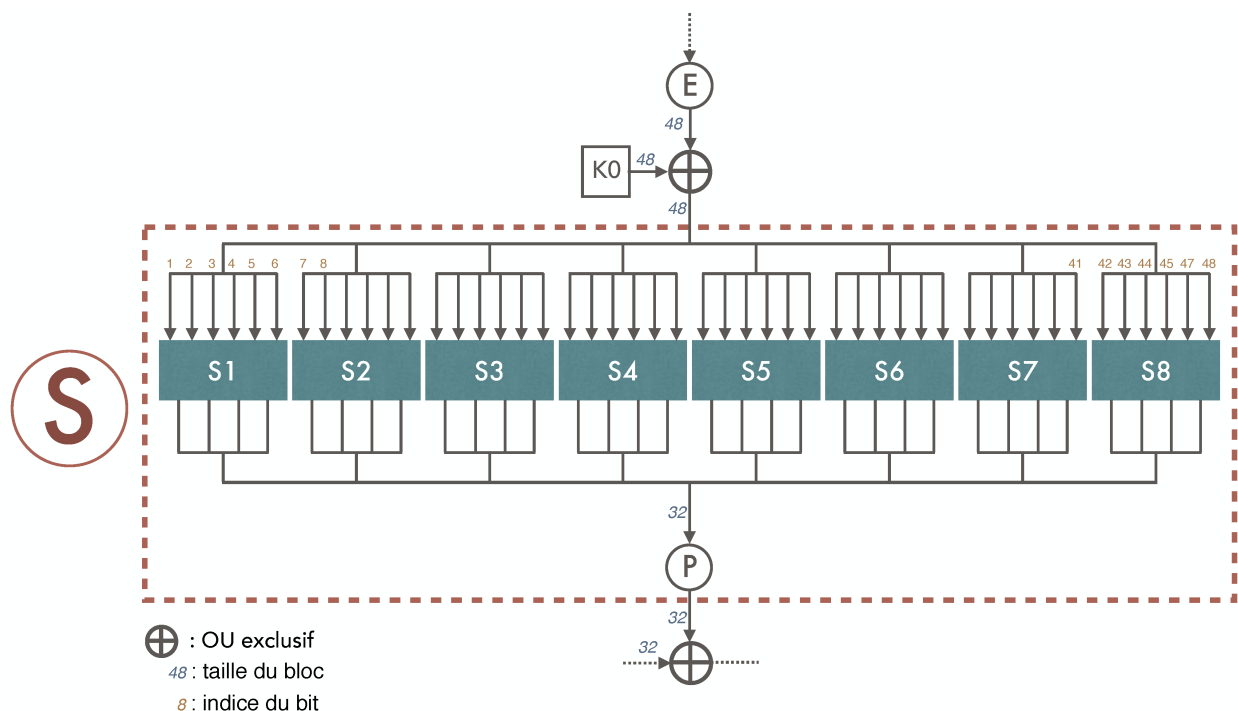 E
48
K0
48
48
1 2 3 4 5 6 7 8 41 42 43 44 45 47 48
S1 S2 S3 S4 S5 S6 S7 S8
S
32
P
32
32
: OU exclusif
48 : taille du bloc
8 : indice du bit